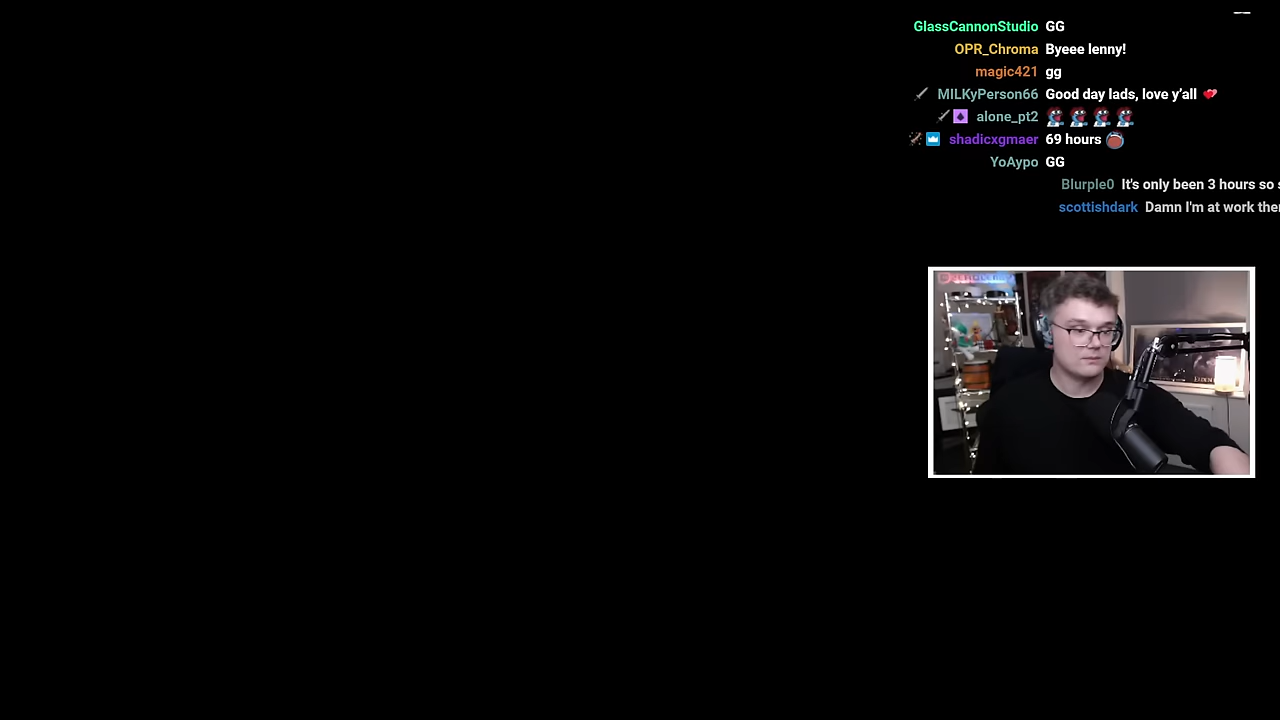 GlassCannonStudio GG
OPR_Chroma Byeee lenny!
magic421 gg
MILKyPerson66 Good day lads, love y'all
alone_pt2
shadicxgmaer 69 hours
YoAypo GG
Blurple0 It's only been 3 hours so
scottishdark Damn I'm at work